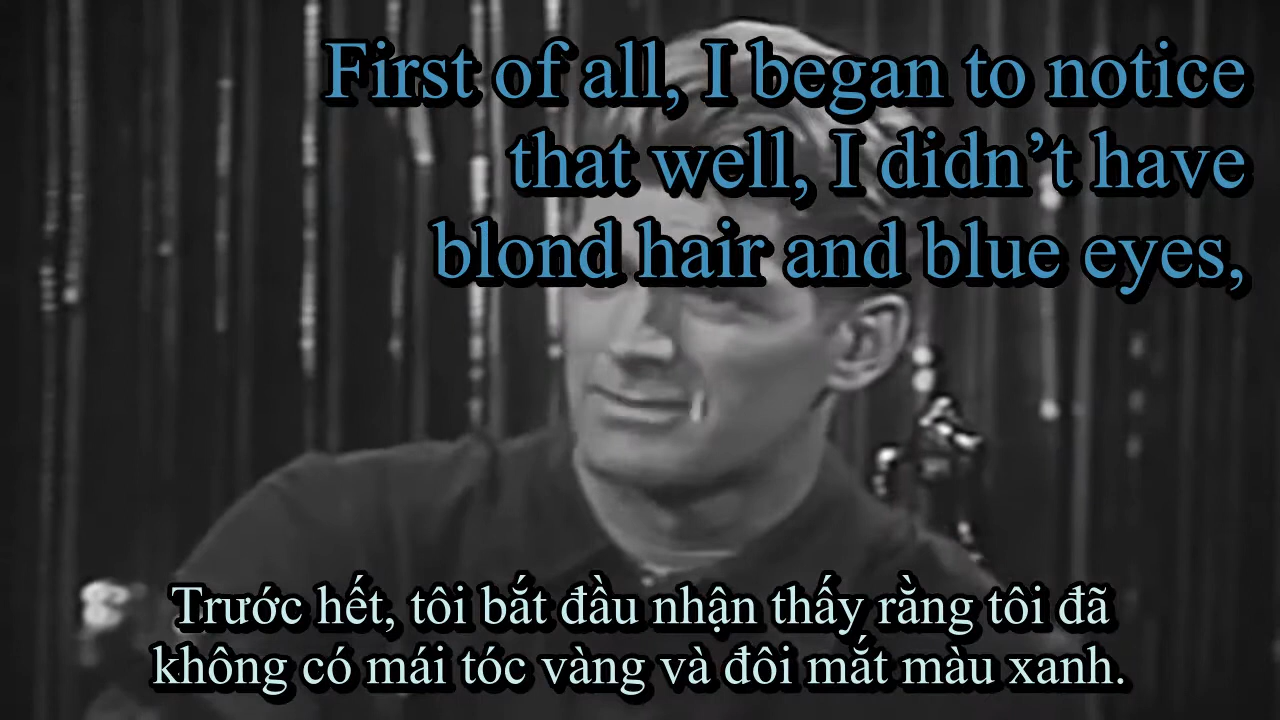 First of all, I began to notice
that well, I didn’t have
blond hair and blue eyes,
Trước hết, tôi bắt đầu nhận thấy rằng tôi đã
không có mái tóc vàng và đôi mắt màu xanh.